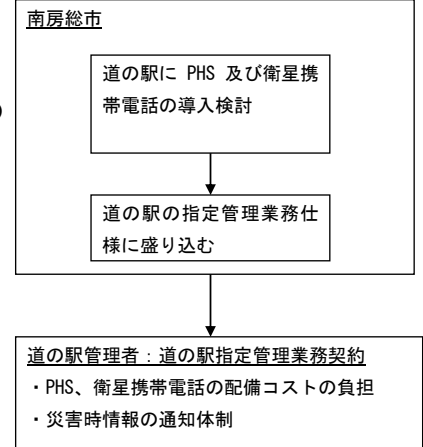 南房総市
道の駅に PHS 及び衛星携
帯電話の導入検討
道の駅の指定管理業務仕
様に盛り込む
道の駅管理者：道の駅指定管理業務契約
・PHS、衛星携帯電話の配備コストの負担
・災害時情報の通知体制